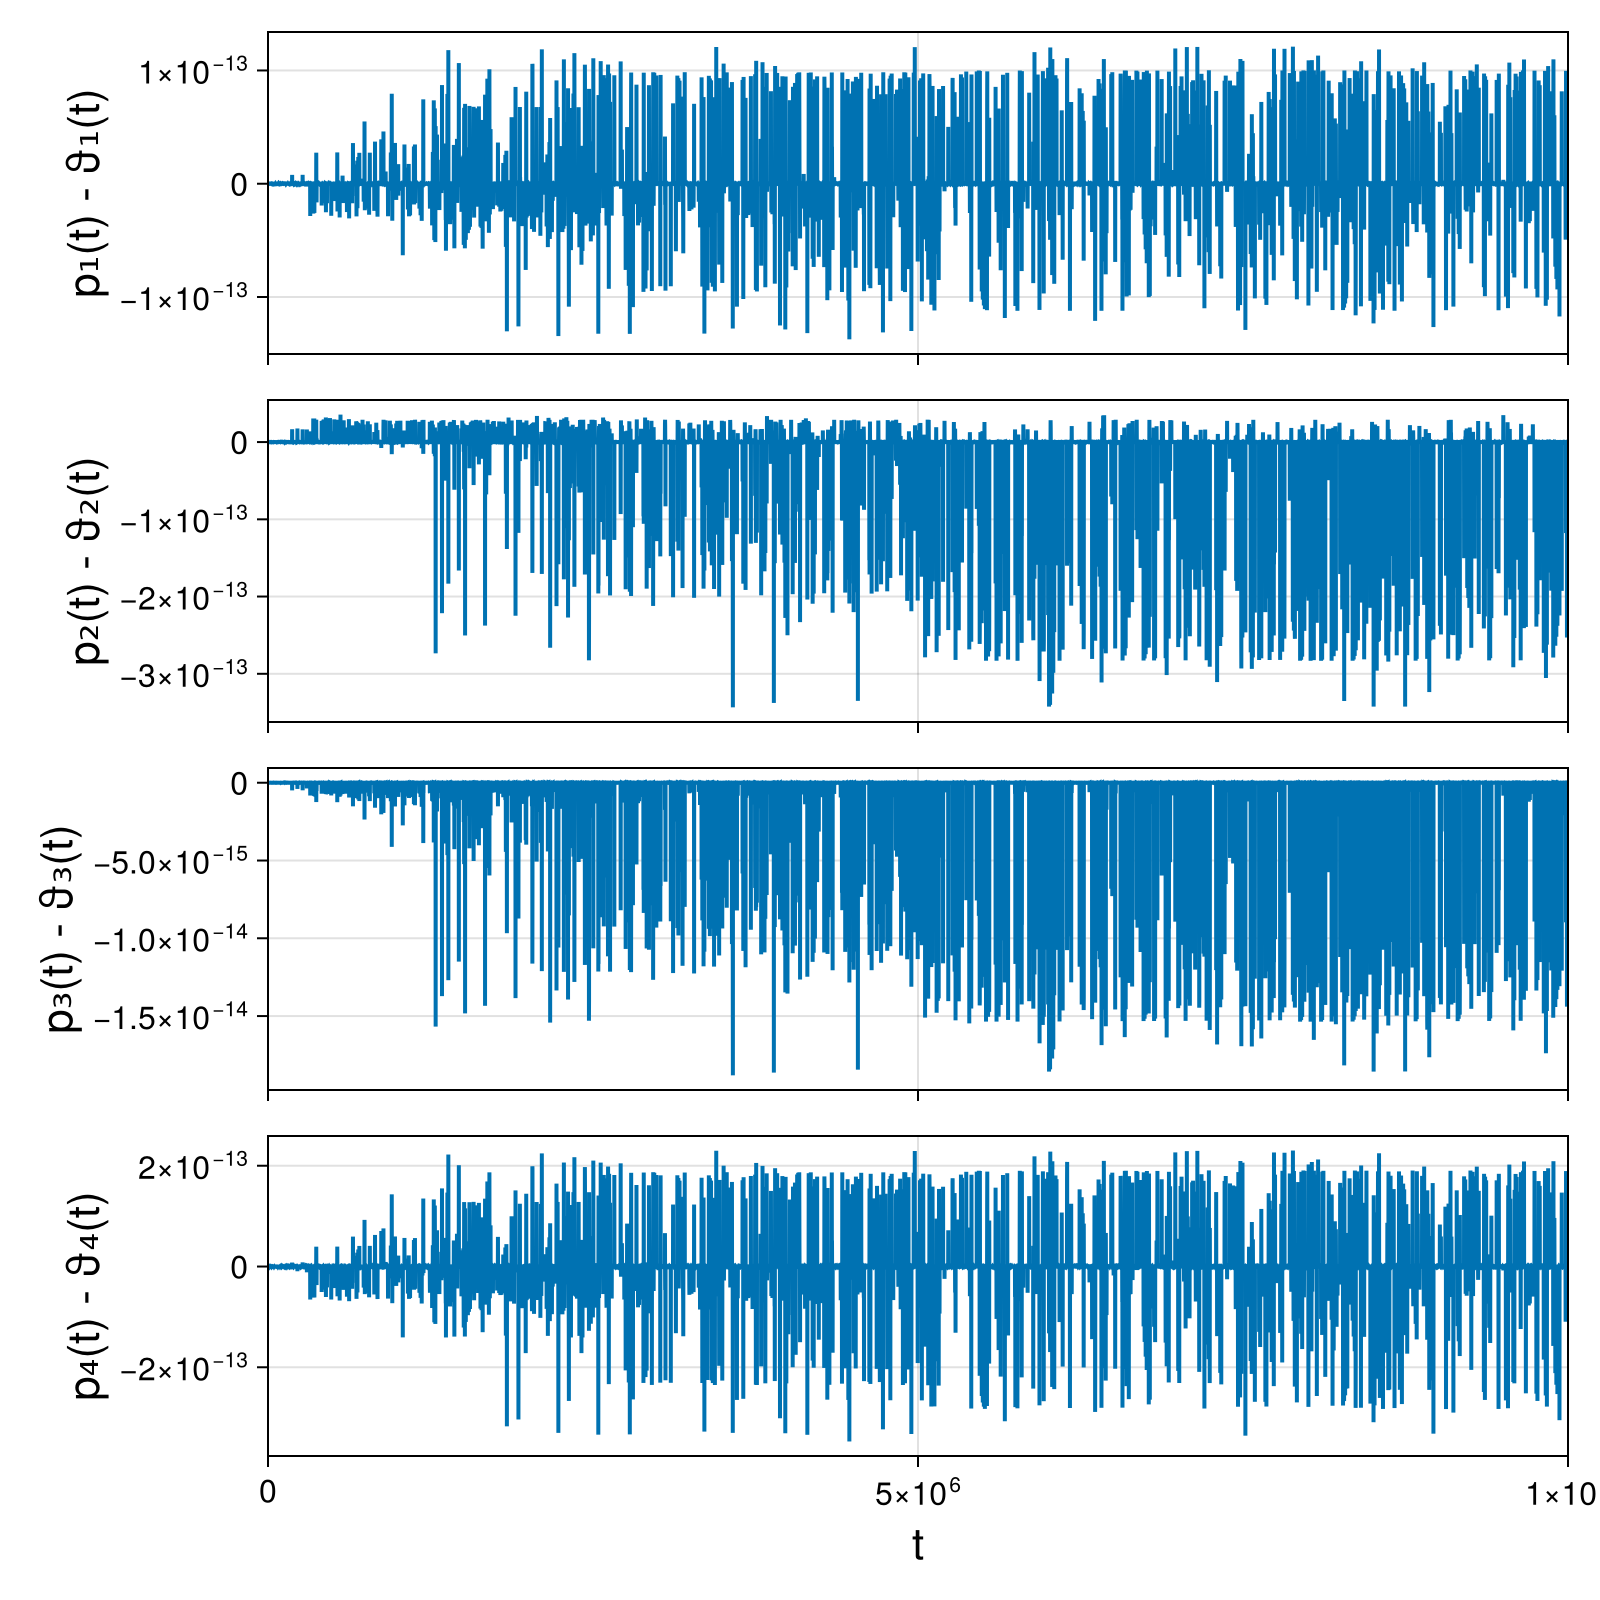 1×10⁻¹³
0
−1×10⁻¹³
p₁(t) - ϑ₁(t)
0
−1×10⁻¹³
−2×10⁻¹³
−3×10⁻¹³
p₂(t) - ϑ₂(t)
0
−5.0×10⁻¹⁵
−1.0×10⁻¹⁴
−1.5×10⁻¹⁴
p₃(t) - ϑ₃(t)
2×10⁻¹³
0
−2×10⁻¹³
p₄(t) - ϑ₄(t)
0 5×10⁶ 1×10
t